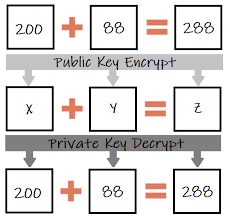 200 + 88 = 288
Public Key Encrypt
X + Y = Z
Private Key Decrypt
200 + 88 = 288